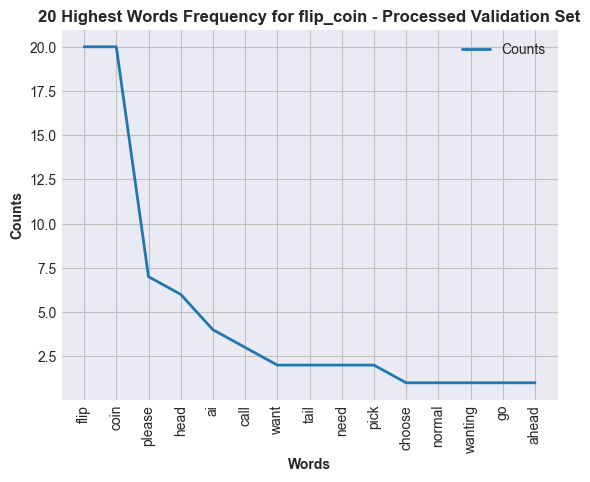 20 Highest Words Frequency for flip_coin - Processed Validation Set
Counts
20.0
17.5
15.0
12.5
10.0
7.5
5.0
2.5
Counts
flip
coin
please
head
ai
call
want
tail
need
pick
choose
normal
wanting
go
ahead
Words